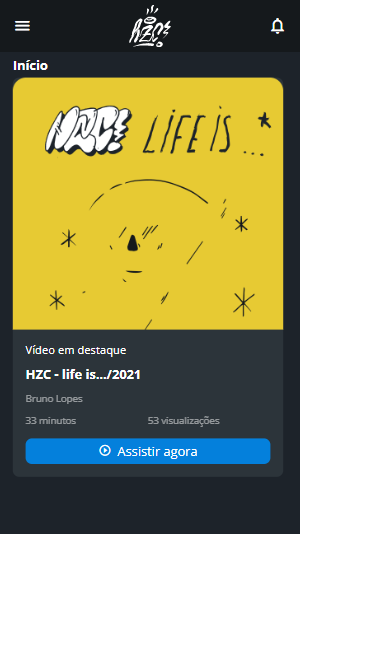 HZC!
Início
HZC! LIFE IS ...
Vídeo em destaque
HZC - life is.../2021
Bruno Lopes
33 minutos 53 visualizações
Assistir agora